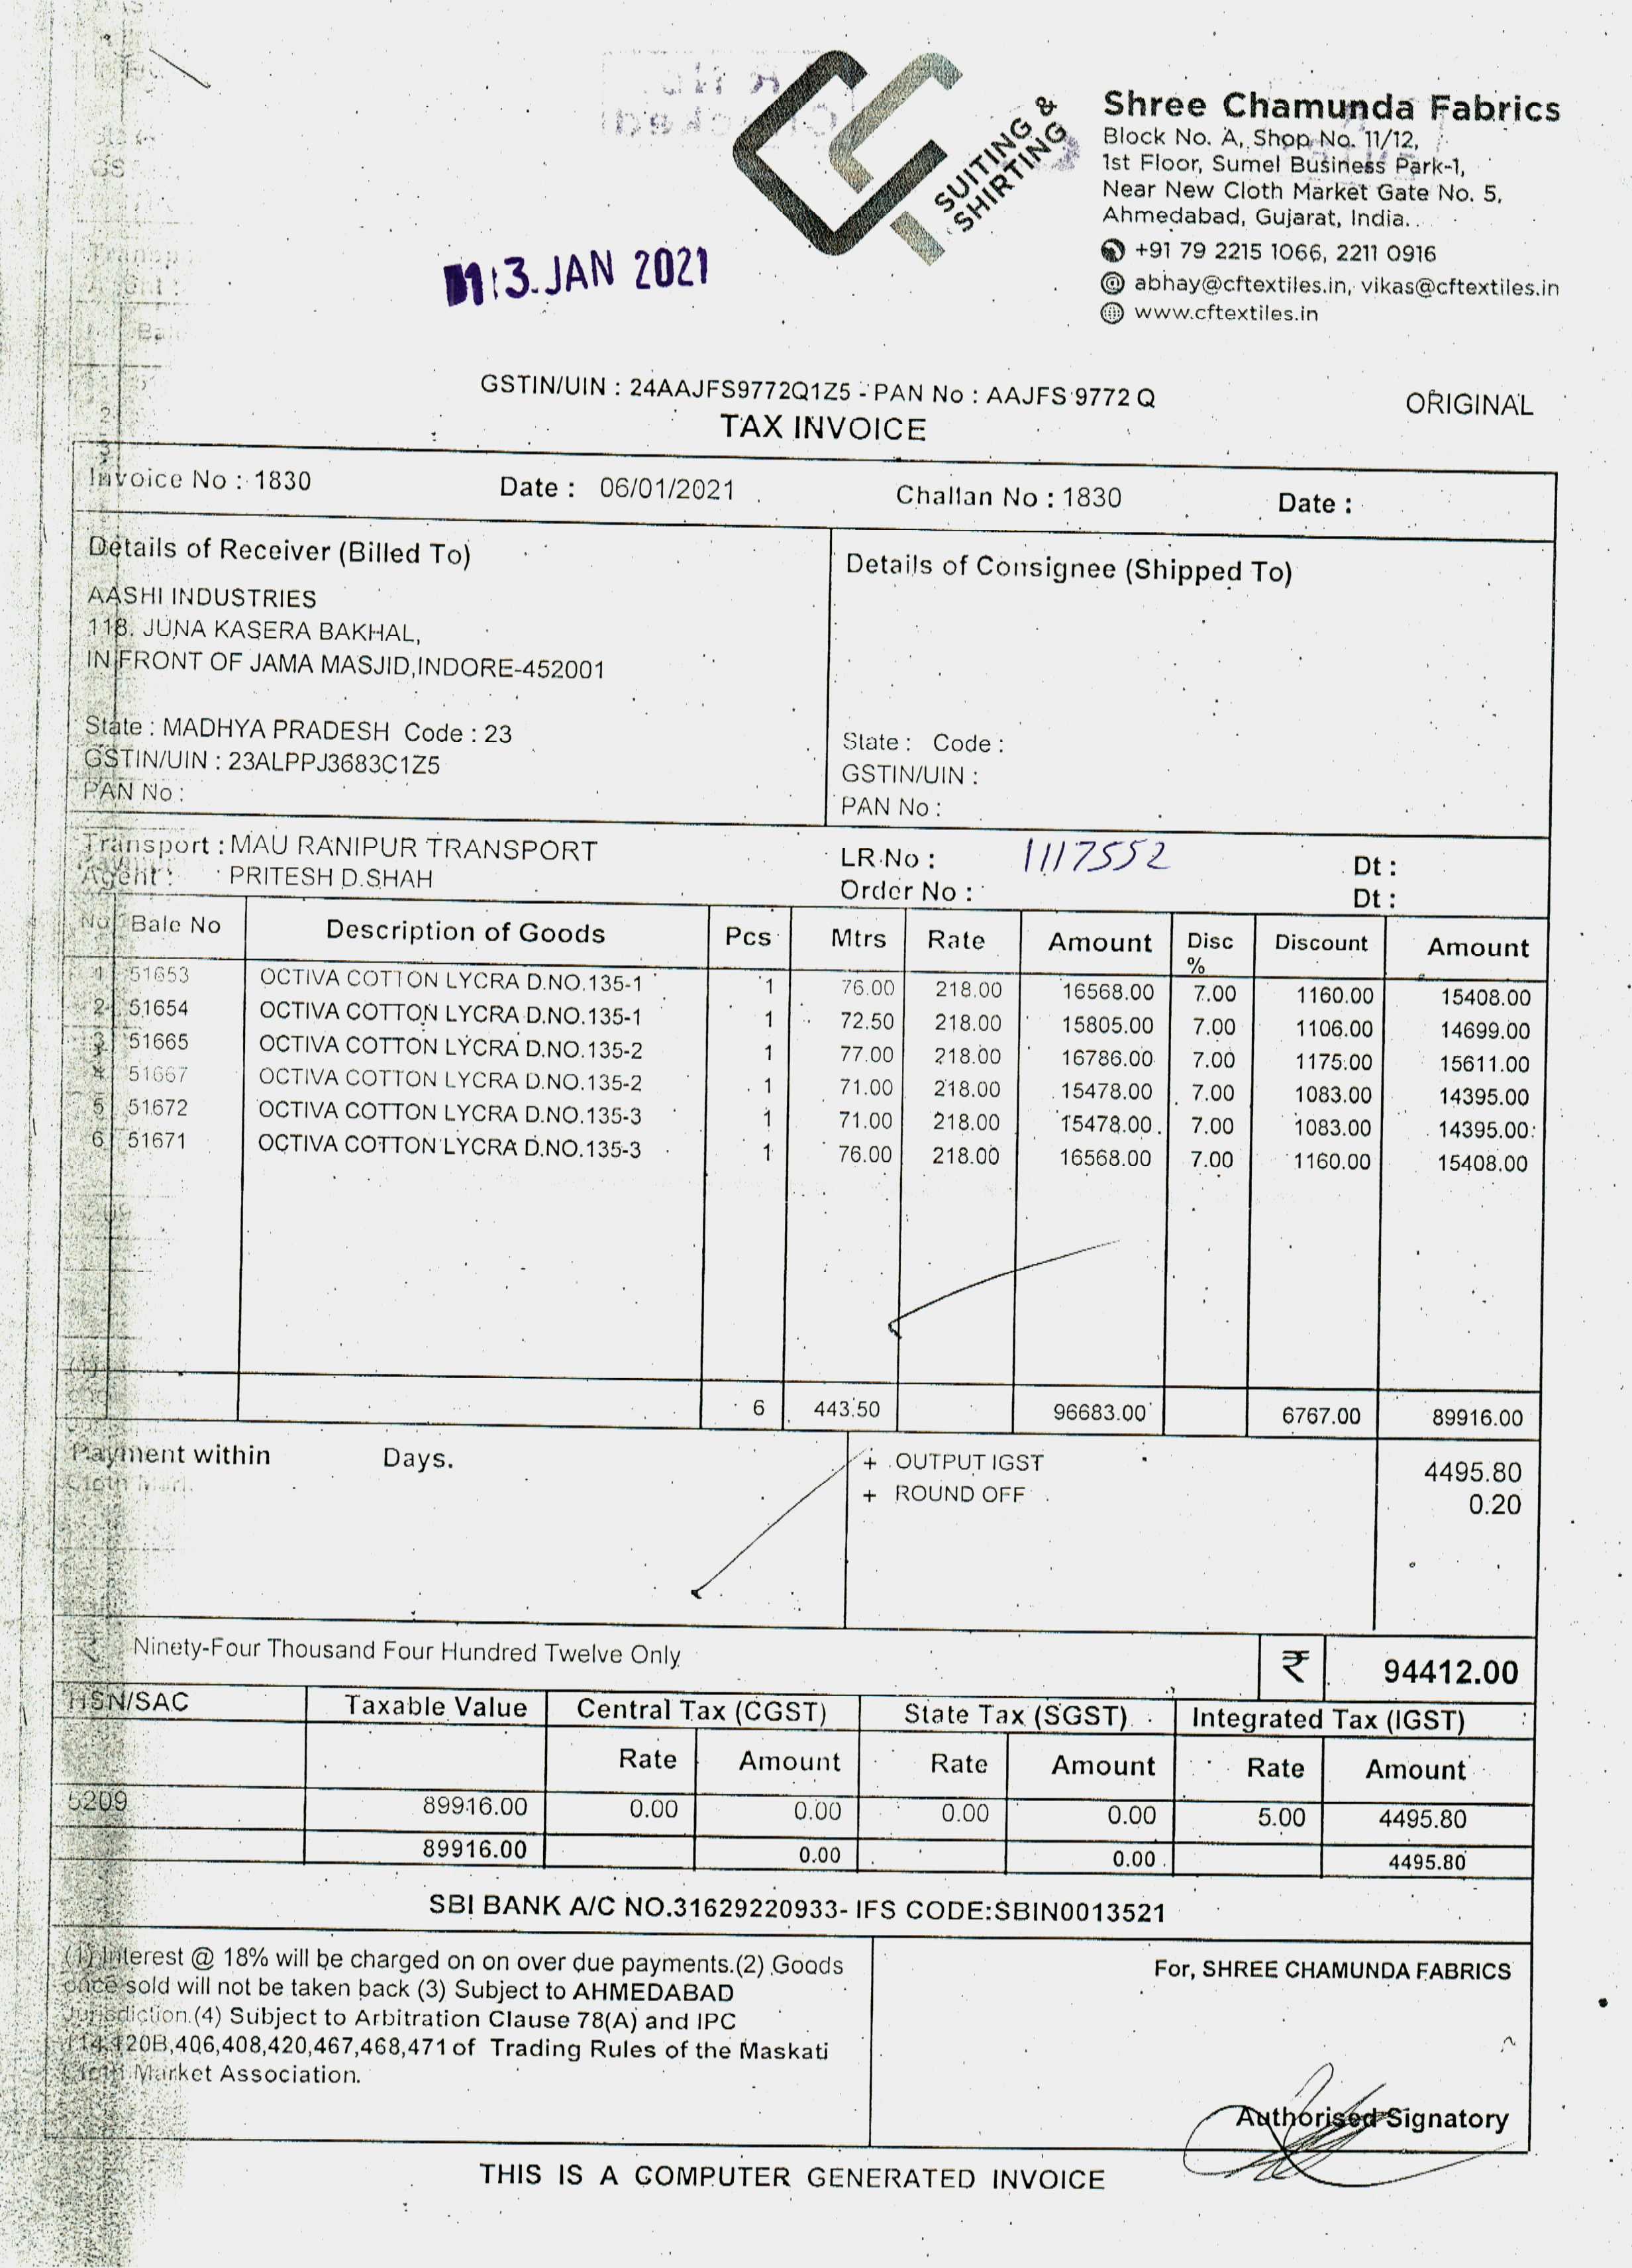 SUITING &
SHIRTING
Shree Chamunda Fabrics
Block No. A, Shop No. 11/12,
1st Floor, Sumel Business Park-1,
Near New Cloth Market Gate No. 5,
Ahmedabad, Gujarat, India.
+91 79 2215 1066, 2211 0916
abhay@cftextiles.in, vikas@cftextiles.in
www.cftextiles.in
13 JAN 2021
GSTIN/UIN : 24AAJFS9772Q1Z5 - PAN No : AAJFS 9772 Q
ORIGINAL
TAX INVOICE
Invoice No : 1830 Date : 06/01/2021 Challan No : 1830 Date :
Details of Receiver (Billed To)
AASHI INDUSTRIES
118. JUNA KASERA BAKHAL,
IN FRONT OF JAMA MASJID,INDORE-452001
State : MADHYA PRADESH Code : 23
GSTIN/UIN : 23ALPPJ3683C1Z5
PAN No :
Details of Consignee (Shipped To)
State : Code :
GSTIN/UIN :
PAN No :
Transport : MAU RANIPUR TRANSPORT
Agent : PRITESH D.SHAH
LR.No : 1117552 Dt :
Order No : Dt :
No Bale No Description of Goods Pcs Mtrs Rate Amount Disc % Discount Amount
1 51653 OCTIVA COTTON LYCRA D.NO.135-1 1 76.00 218.00 16568.00 7.00 1160.00 15408.00
2 51654 OCTIVA COTTON LYCRA D.NO.135-1 1 72.50 218.00 15805.00 7.00 1106.00 14699.00
3 51665 OCTIVA COTTON LYCRA D.NO.135-2 1 77.00 218.00 16786.00 7.00 1175.00 15611.00
4 51667 OCTIVA COTTON LYCRA D.NO.135-2 1 71.00 218.00 15478.00 7.00 1083.00 14395.00
5 51672 OCTIVA COTTON LYCRA D.NO.135-3 1 71.00 218.00 15478.00 7.00 1083.00 14395.00
6 51671 OCTIVA COTTON LYCRA D.NO.135-3 1 76.00 218.00 16568.00 7.00 1160.00 15408.00
6 443.50 96683.00 6767.00 89916.00
Payment within Days.
+ OUTPUT IGST 4495.80
+ ROUND OFF 0.20
Ninety-Four Thousand Four Hundred Twelve Only ₹ 94412.00
HSN/SAC Taxable Value Central Tax (CGST) State Tax (SGST) Integrated Tax (IGST)
Rate Amount Rate Amount Rate Amount
5209 89916.00 0.00 0.00 0.00 0.00 5.00 4495.80
89916.00 0.00 0.00 4495.80
SBI BANK A/C NO.31629220933- IFS CODE:SBIN0013521
(1) Interest @ 18% will be charged on on over due payments.(2) Goods
once sold will not be taken back (3) Subject to AHMEDABAD
Jurisdiction.(4) Subject to Arbitration Clause 78(A) and IPC
114,120B,406,408,420,467,468,471 of Trading Rules of the Maskati
Cloth Market Association.
For, SHREE CHAMUNDA FABRICS
Authorised Signatory
THIS IS A COMPUTER GENERATED INVOICE